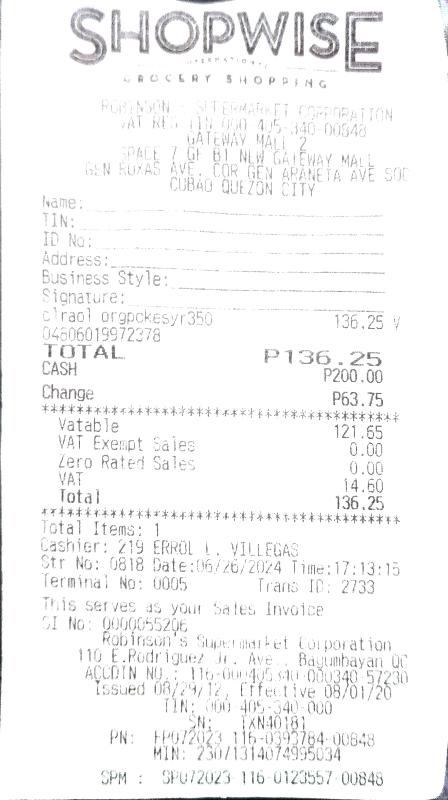 SHOPWISE
INTERNATIONAL
GROCERY SHOPPING
ROBINSON SUPERMARKET CORPORATION
VAT REG TIN 000 405-340-00848
GATEWAY MALL 2
SPACE 7 GF B1 NEW GATEWAY MALL
GEN ROXAS AVE. COR GEN ARANETA AVE SOC
CUBAO QUEZON CITY
Name:
TIN:
ID No:
Address:
Business Style:
Signature:
clraol orgpokesyr350 136.25 V
04806019972378
TOTAL P136.25
CASH P200.00
Change P63.75
Vatable 121.65
VAT Exempt Sales 0.00
Zero Rated Sales 0.00
VAT 14.60
Total 136.25
Total Items: 1
Cashier: 219 ERROL L. VILLEGAS
Str No: 0818 Date:06/26/2024 Time:17:13:15
Terminal No: 0005 Trans ID: 2733
This serves as your Sales Invoice
SI No: 0000055206
Robinson's Supermarket Corporation
110 E.Rodriguez Jr. Ave., Bagumbayan QC
ACCDTN NO.: 116-000405340-000340 57230
Issued 08/29/12, Effective 08/01/20
TIN: 000-405-340-000
SN: TXN40181
PN: FP072023 116-0393784-00848
MIN: 23071314074995034
SPM : SP072023 116-0123557-00848